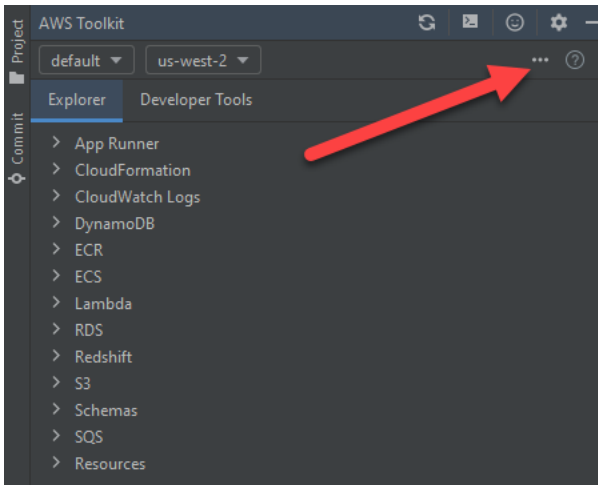 AWS Toolkit
default us-west-2
Explorer Developer Tools
App Runner
CloudFormation
CloudWatch Logs
DynamoDB
ECR
ECS
Lambda
RDS
Redshift
S3
Schemas
SQS
Resources
Project
Commit